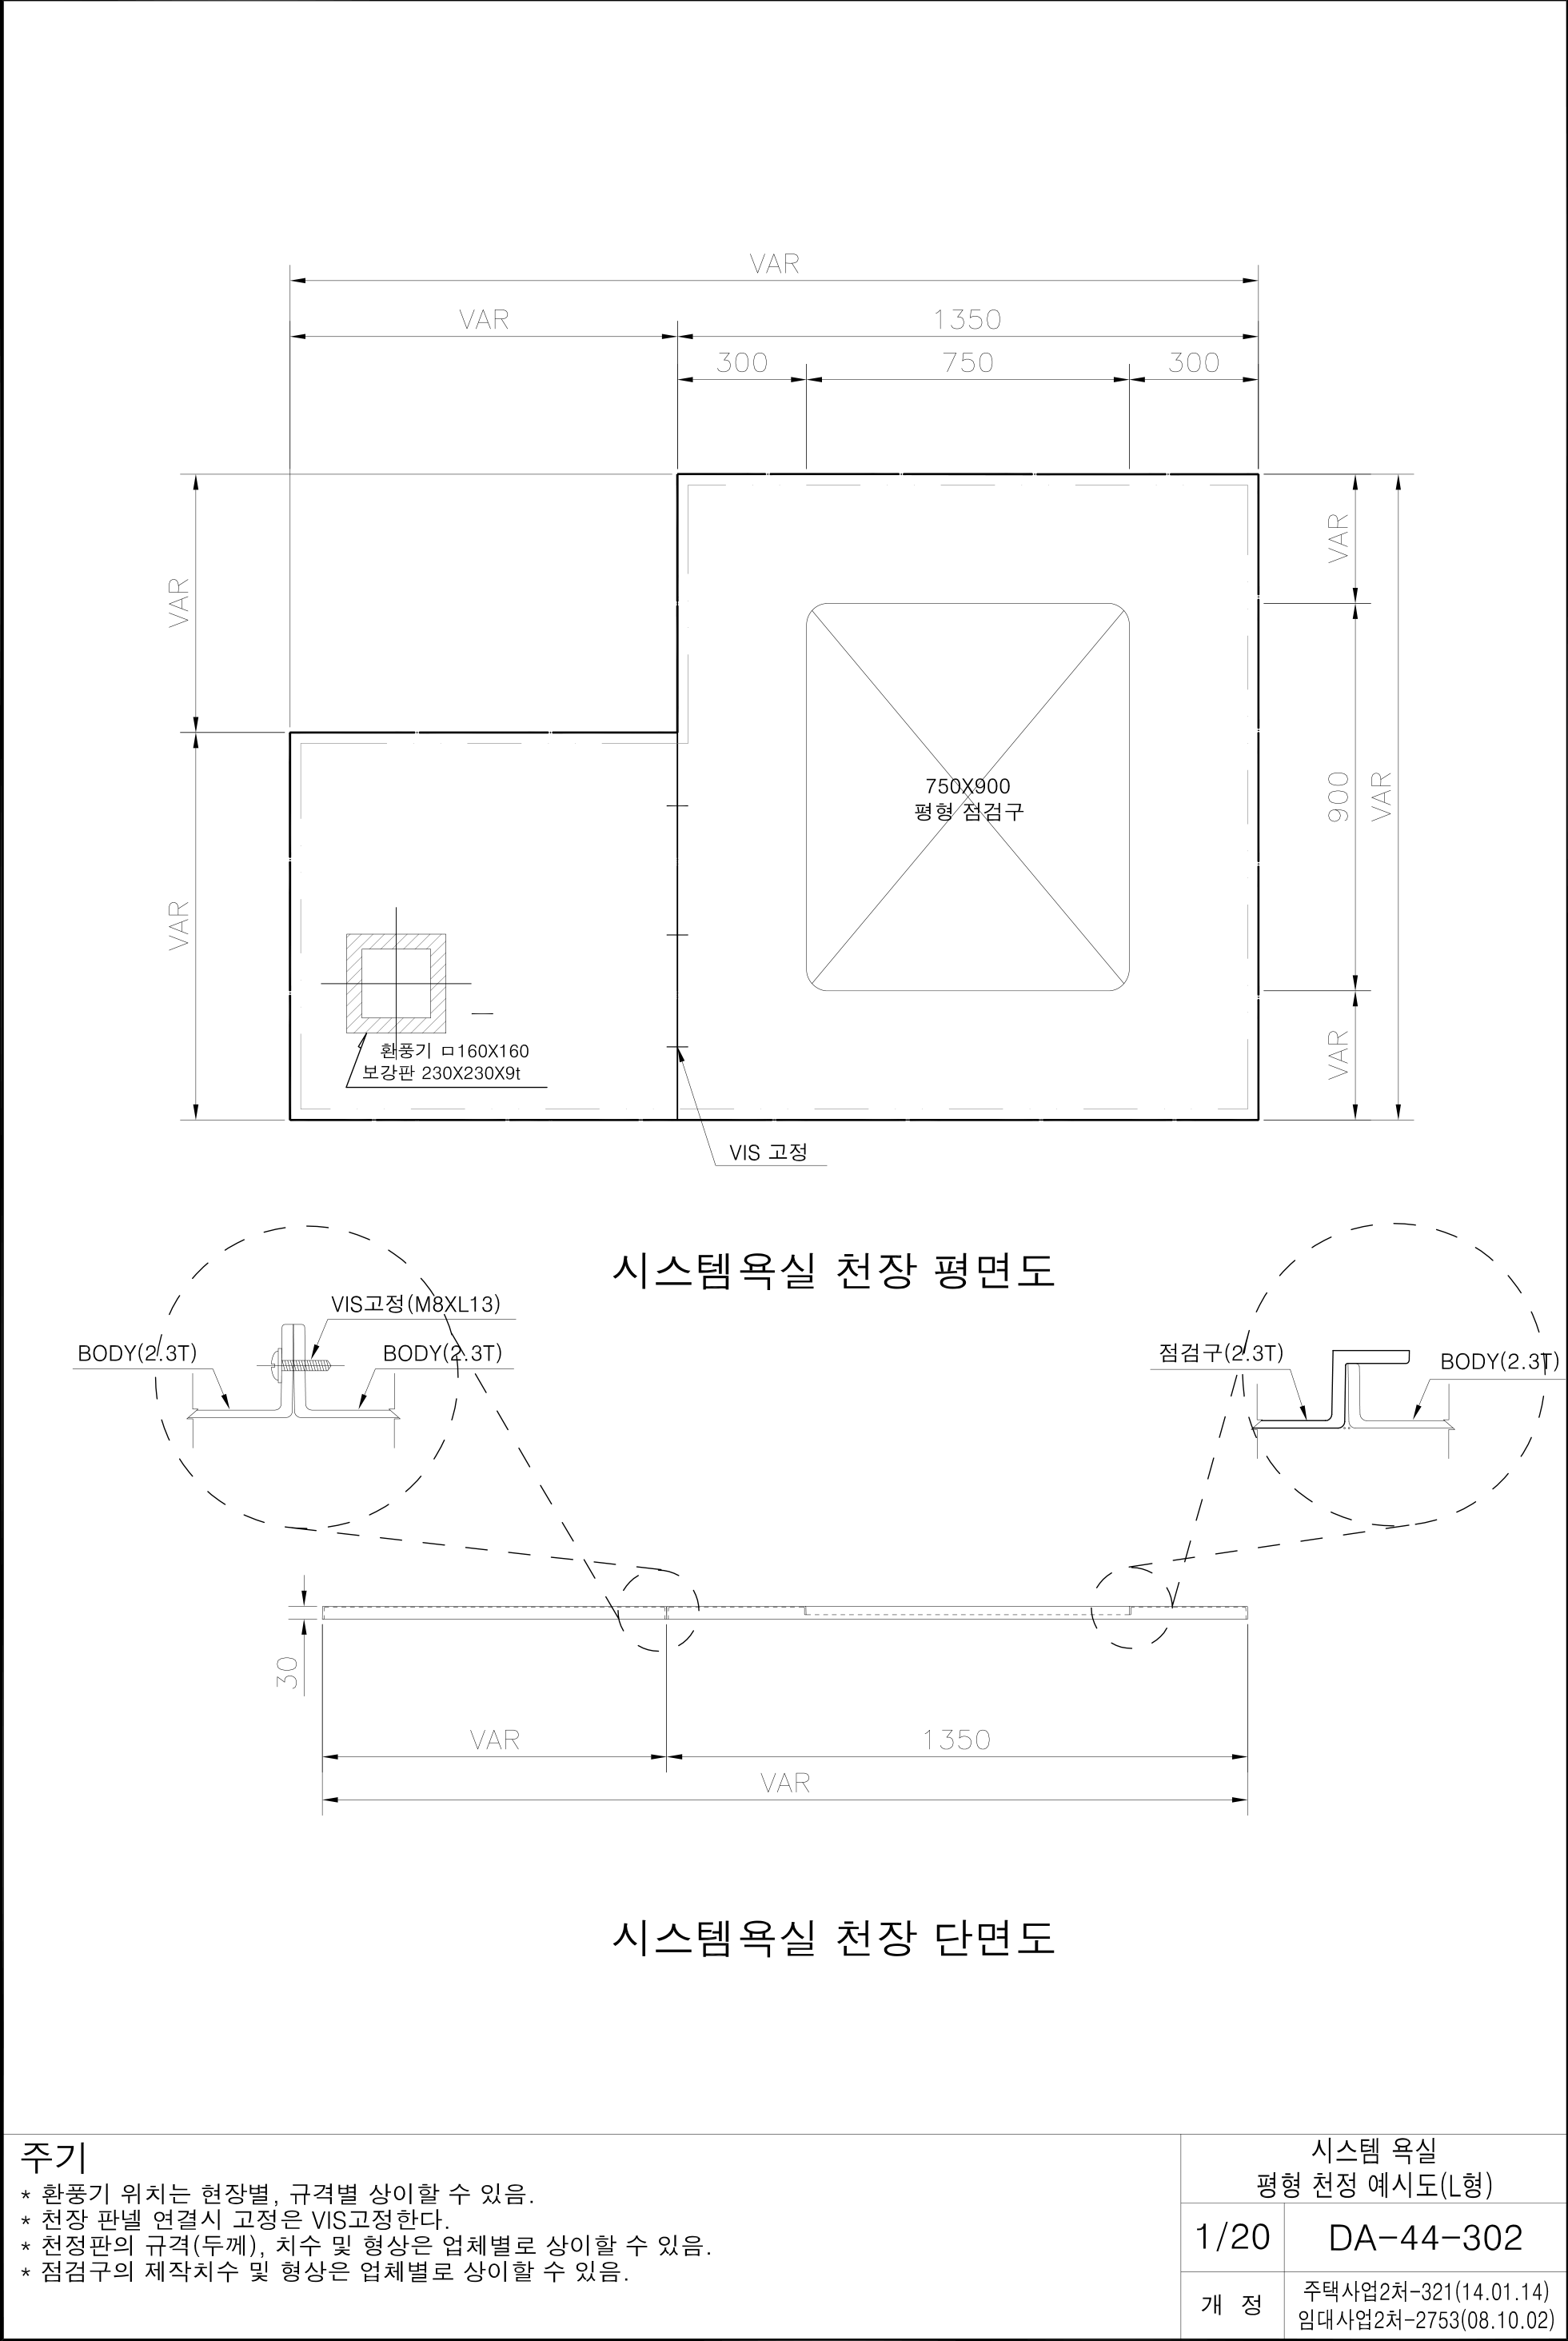 VAR
VAR
1350
300
750
300
VAR
VAR
VAR
900
VAR
VAR
750X900
평형 점검구
VAR
환풍기 ㅁ160X160
보강판 230X230X9t
VIS 고정
시스템욕실 천장 평면도
VIS고정(M8XL13)
BODY(2.3T)
BODY(2.3T)
점검구(2.3T)
BODY(2.3T)
30
VAR
1350
VAR
시스템욕실 천장 단면도
주기
* 환풍기 위치는 현장별, 규격별 상이할 수 있음.
* 천장 판넬 연결시 고정은 VIS고정한다.
* 천정판의 규격(두께), 치수 및 형상은 업체별로 상이할 수 있음.
* 점검구의 제작치수 및 형상은 업체별로 상이할 수 있음.
시스템 욕실
평형 천정 예시도(L형)
1/20
DA-44-302
개 정
주택사업2처-321(14.01.14)
임대사업2처-2753(08.10.02)